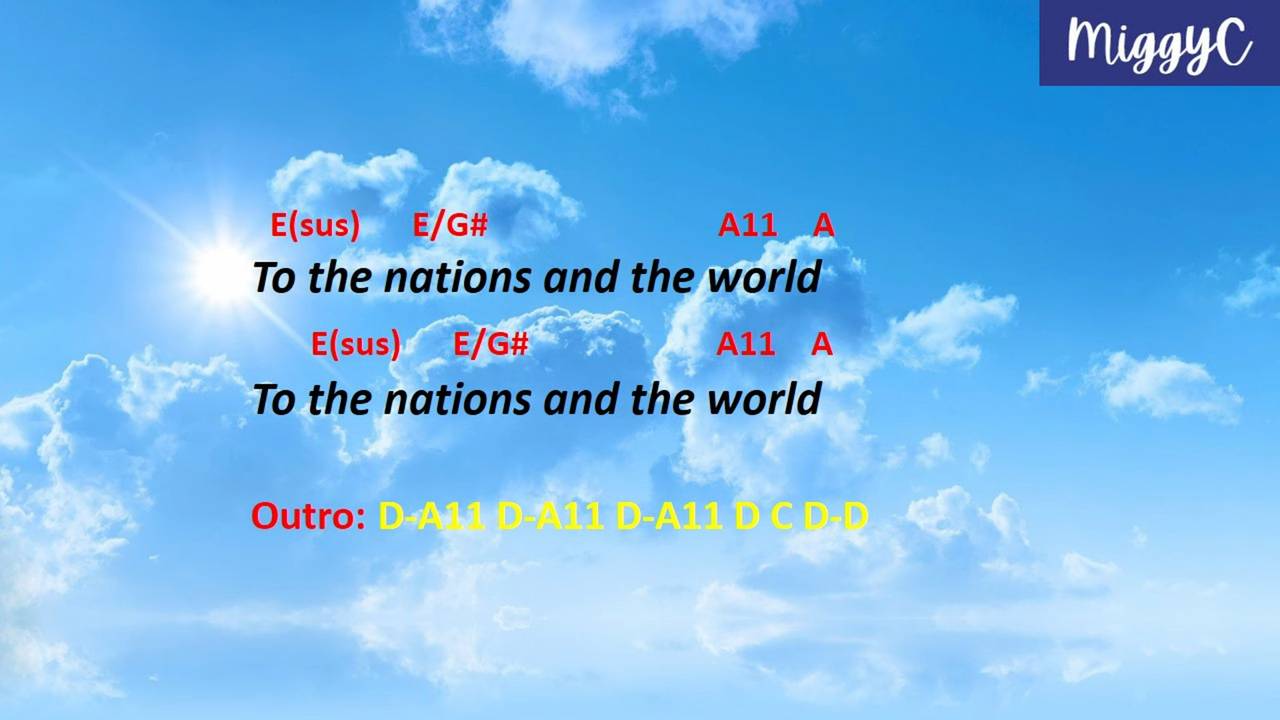 MiggyC
E(sus) E/G# A11 A
To the nations and the world
E(sus) E/G# A11 A
To the nations and the world
Outro: D-A11 D-A11 D-A11 D C D-D